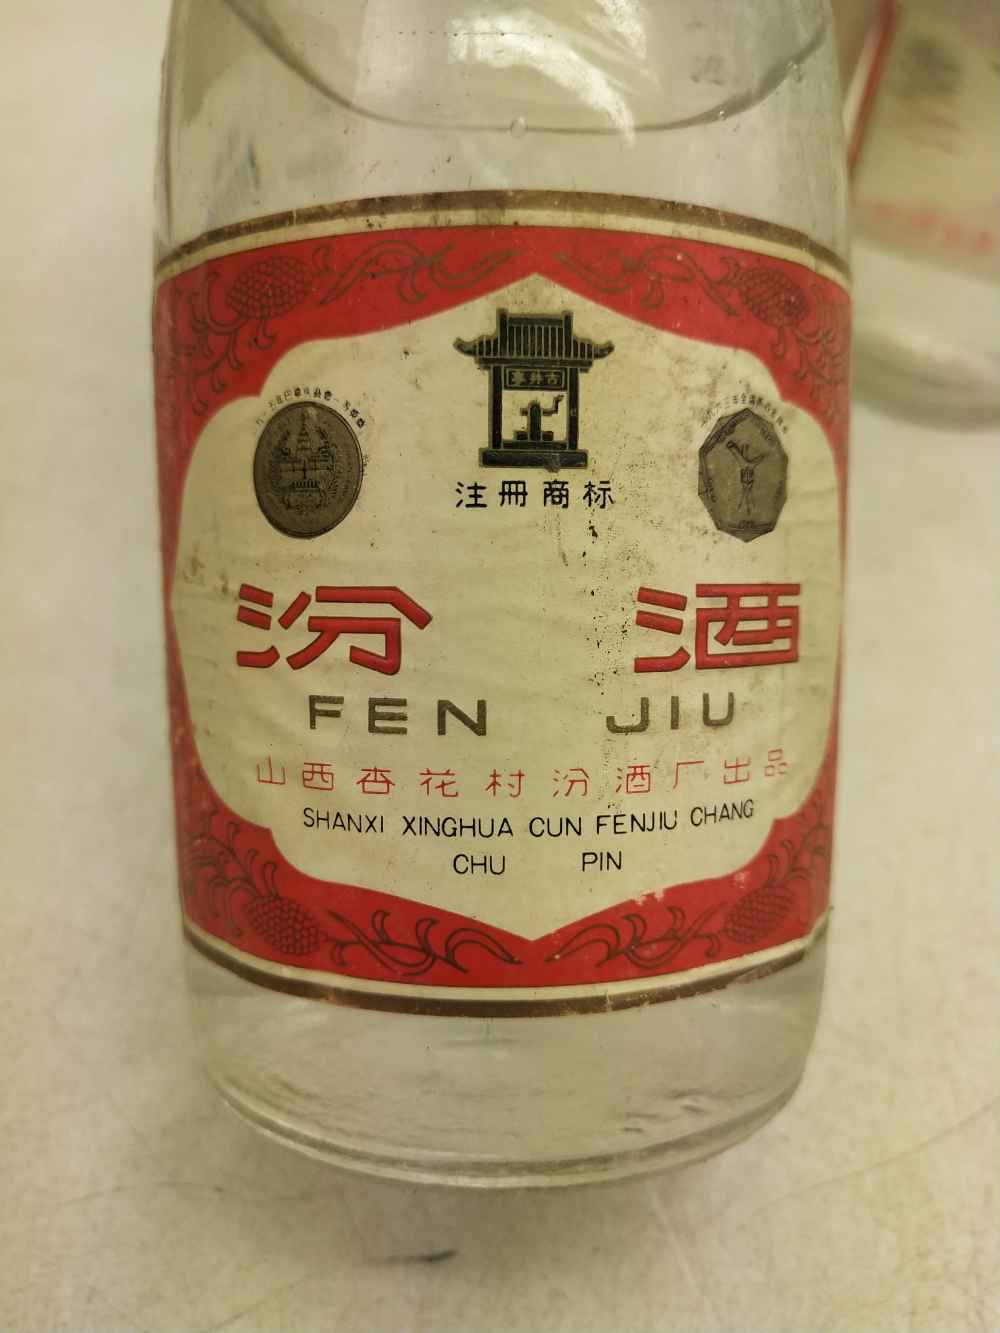 古井亭
注册商标
汾酒
FEN JIU
山西杏花村汾酒厂出品
SHANXI XINGHUA CUN FENJIU CHANG
CHU PIN